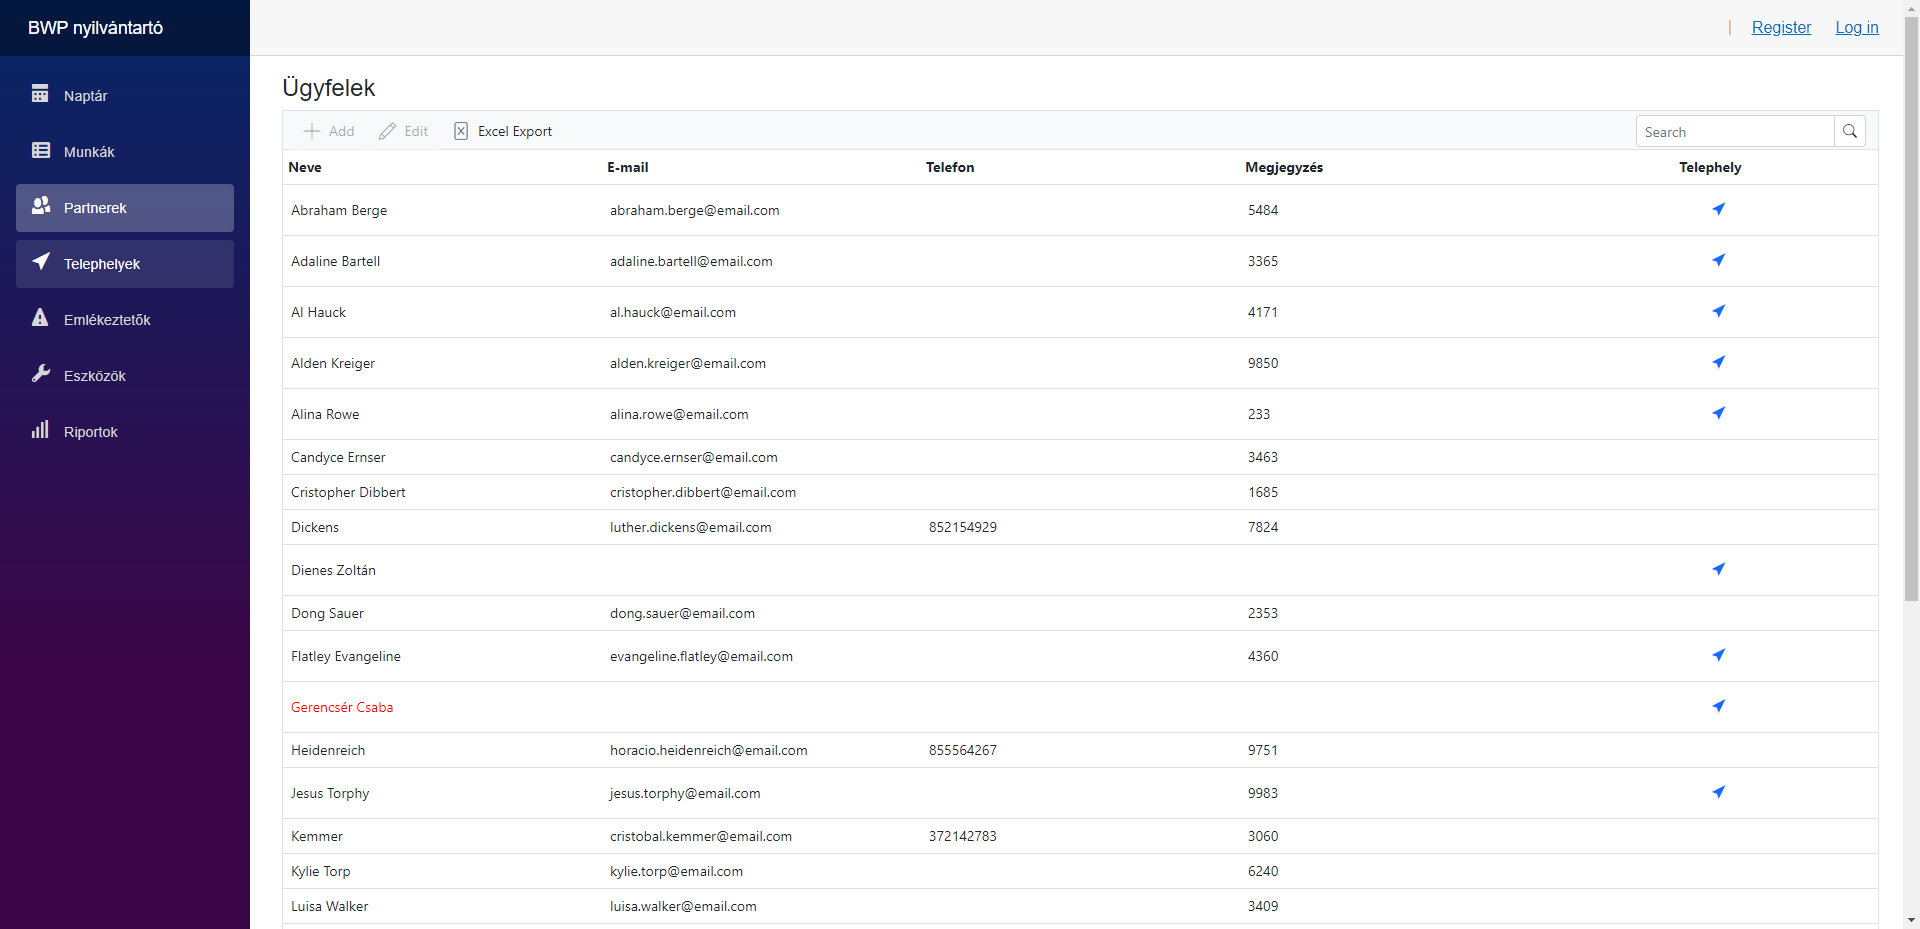 BWP nyilvántartó
| Register Log in
Naptár
Munkák
Partnerek
Telephelyek
Emlékeztetők
Eszközök
Riportok
Ügyfelek
Add Edit Excel Export Search
Neve E-mail Telefon Megjegyzés Telephely
Abraham Berge abraham.berge@email.com 5484
Adaline Bartell adaline.bartell@email.com 3365
Al Hauck al.hauck@email.com 4171
Alden Kreiger alden.kreiger@email.com 9850
Alina Rowe alina.rowe@email.com 233
Candyce Ernser candyce.ernser@email.com 3463
Cristopher Dibbert cristopher.dibbert@email.com 1685
Dickens luther.dickens@email.com 852154929 7824
Dienes Zoltán
Dong Sauer dong.sauer@email.com 2353
Flatley Evangeline evangeline.flatley@email.com 4360
Gerencsér Csaba
Heidenreich horacio.heidenreich@email.com 855564267 9751
Jesus Torphy jesus.torphy@email.com 9983
Kemmer cristobal.kemmer@email.com 372142783 3060
Kylie Torp kylie.torp@email.com 6240
Luisa Walker luisa.walker@email.com 3409